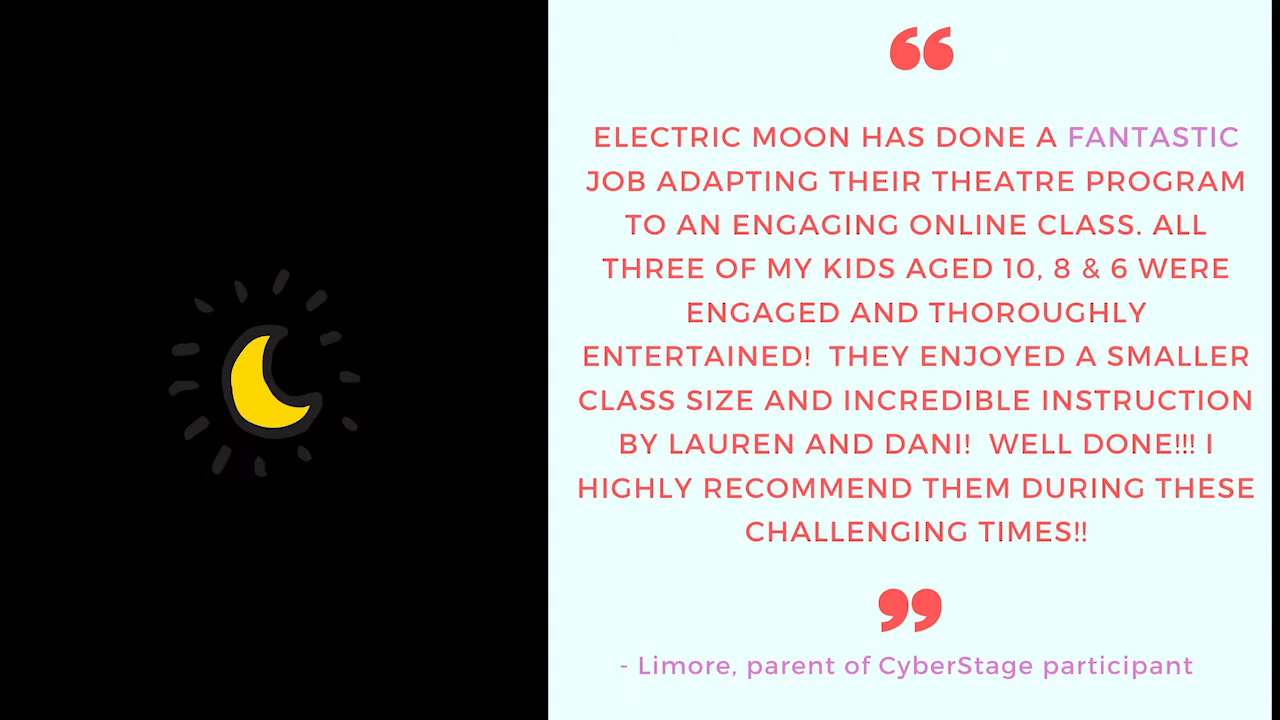 ❝
ELECTRIC MOON HAS DONE A FANTASTIC
JOB ADAPTING THEIR THEATRE PROGRAM
TO AN ENGAGING ONLINE CLASS. ALL
THREE OF MY KIDS AGED 10, 8 & 6 WERE
ENGAGED AND THOROUGHLY
ENTERTAINED!  THEY ENJOYED A SMALLER
CLASS SIZE AND INCREDIBLE INSTRUCTION
BY LAUREN AND DANI!  WELL DONE!!! I
HIGHLY RECOMMEND THEM DURING THESE
CHALLENGING TIMES!!
❞
- Limore, parent of CyberStage participant